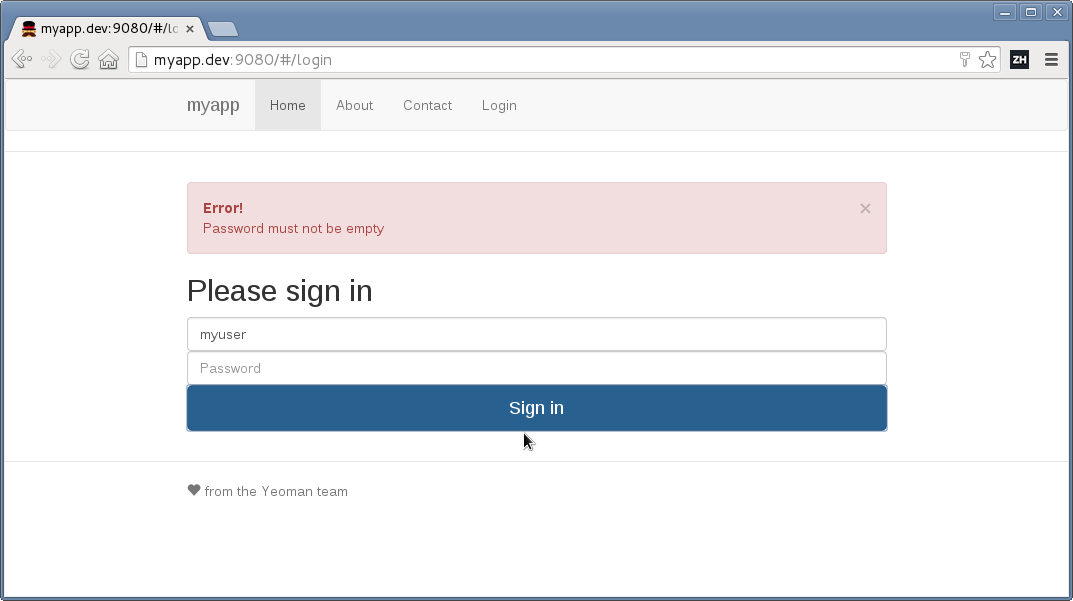 myapp.dev:9080/#/lo
myapp.dev:9080/#/login
ZH
myapp Home About Contact Login
Error!
×
Password must not be empty
Please sign in
myuser
Password
Sign in
♥ from the Yeoman team